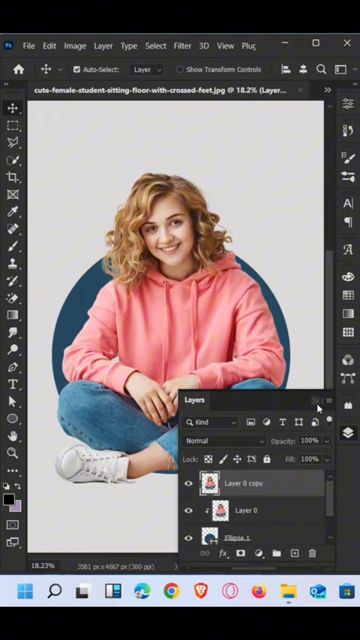 Ps File Edit Image Layer Type Select Filter 3D View Plug
Auto-Select: Layer Show Transform Controls
cute-female-student-sitting-floor-with-crossed-feet.jpg @ 18.2% (Layer...
Layers
Kind
Normal Opacity: 100%
Lock: Fill: 100%
Layer 0 copy
Layer 0
Ellipse 1
fx
18.23% 3581 px x 4667 px (300 ppi)